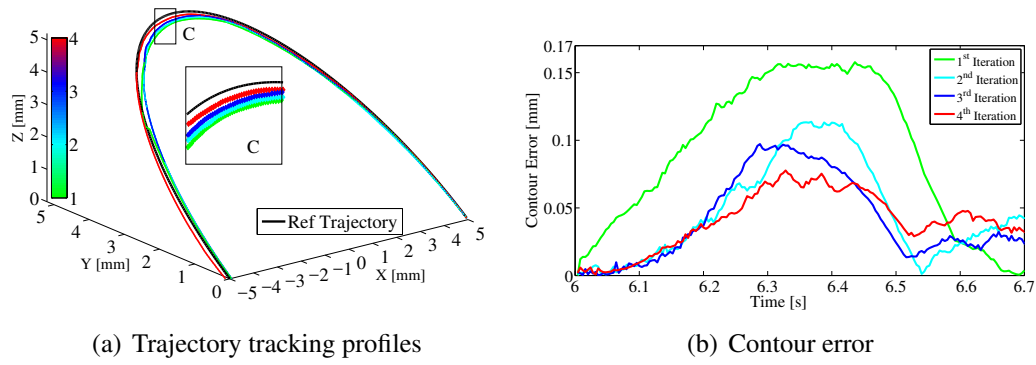 C
C
5
4
3
2
1
0
Z [mm]
4
3
2
1
5
4
3
2
1
0
Y [mm]
−5 −4 −3 −2 −1 0 1 2 3 4 5
X [mm]
Ref Trajectory
(a) Trajectory tracking profiles
0.17
0.15
0.1
0.05
0
Contour Error [mm]
1st Iteration
2nd Iteration
3rd Iteration
4th Iteration
6 6.1 6.2 6.3 6.4 6.5 6.6 6.7
Time [s]
(b) Contour error